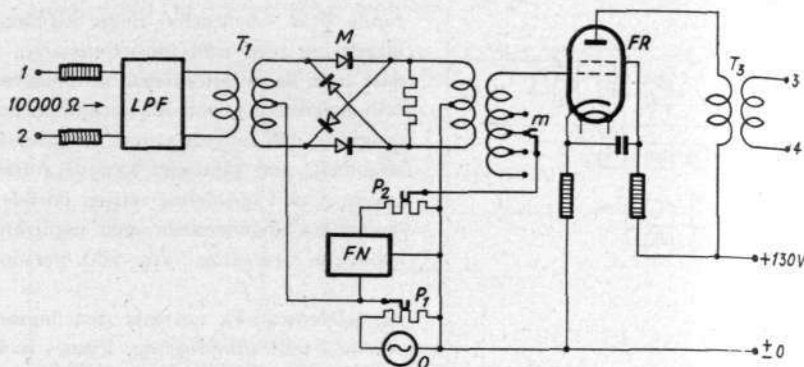 1
10000 Ω →
2
LPF
T1
M
m
FR
T3
3
4
P2
FN
P1
O
+130V
±0